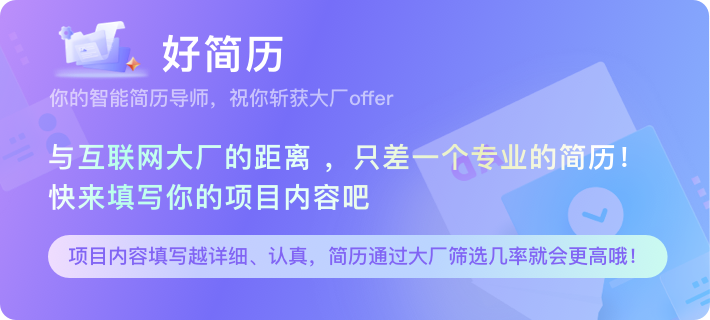 好简历
你的智能简历导师，祝你斩获大厂offer
与互联网大厂的距离 ，只差一个专业的简历！
快来填写你的项目内容吧
项目内容填写越详细、认真，简历通过大厂筛选几率就会更高哦！